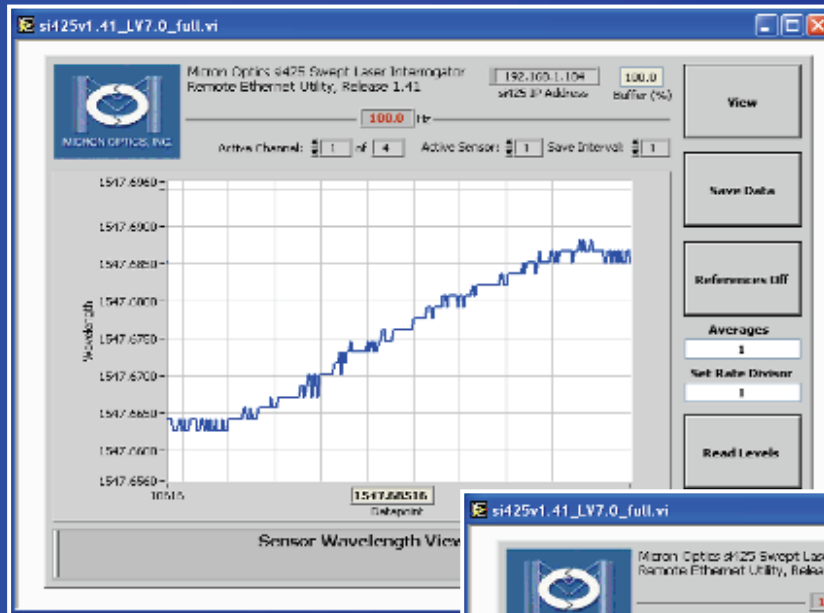 si425v1.41_LV7.0_full.vi
Micron Optics si425 Swept Laser Interrogator
Remote Ethernet Utility, Release 1.41
192.168.1.104
si425 IP Address
100.0
Buffer (%)
100.0 Hz
MICRON OPTICS, INC.
Active Channel: 1 of 4 Active Sensor: 1 Save Interval: 1
View
Save Data
References Off
Averages
1
Set Rate Divisor
1
Read Levels
Wavelength
1547.6960
1547.6900
1547.6850
1547.6800
1547.6750
1547.6700
1547.6650
1547.6600
1547.6560
10515
1547.68516
Datapoint
Sensor Wavelength View
si425v1.41_LV7.0_full.vi
Micron Optics si425 Swept
Remote Ethernet Utility,